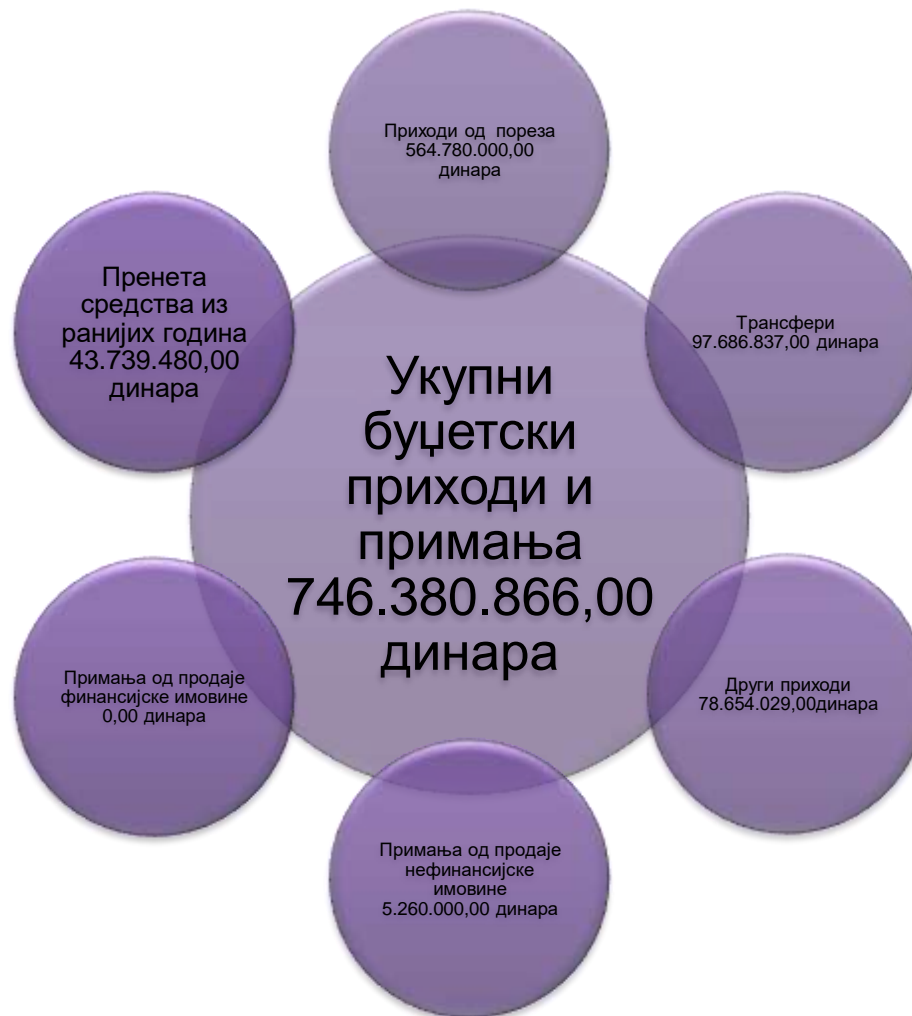 Приходи од пореза
564.780.000,00
динара
Пренета
средства из
ранијих година
43.739.480,00
динара
Трансфери
97.686.837,00 динара
Укупни
буџетски
приходи и
примања
746.380.866,00
динара
Примања од продаје
финансијске имовине
0,00 динара
Други приходи
78.654.029,00динара
Примања од продаје
нефинансијске
имовине
5.260.000,00 динара